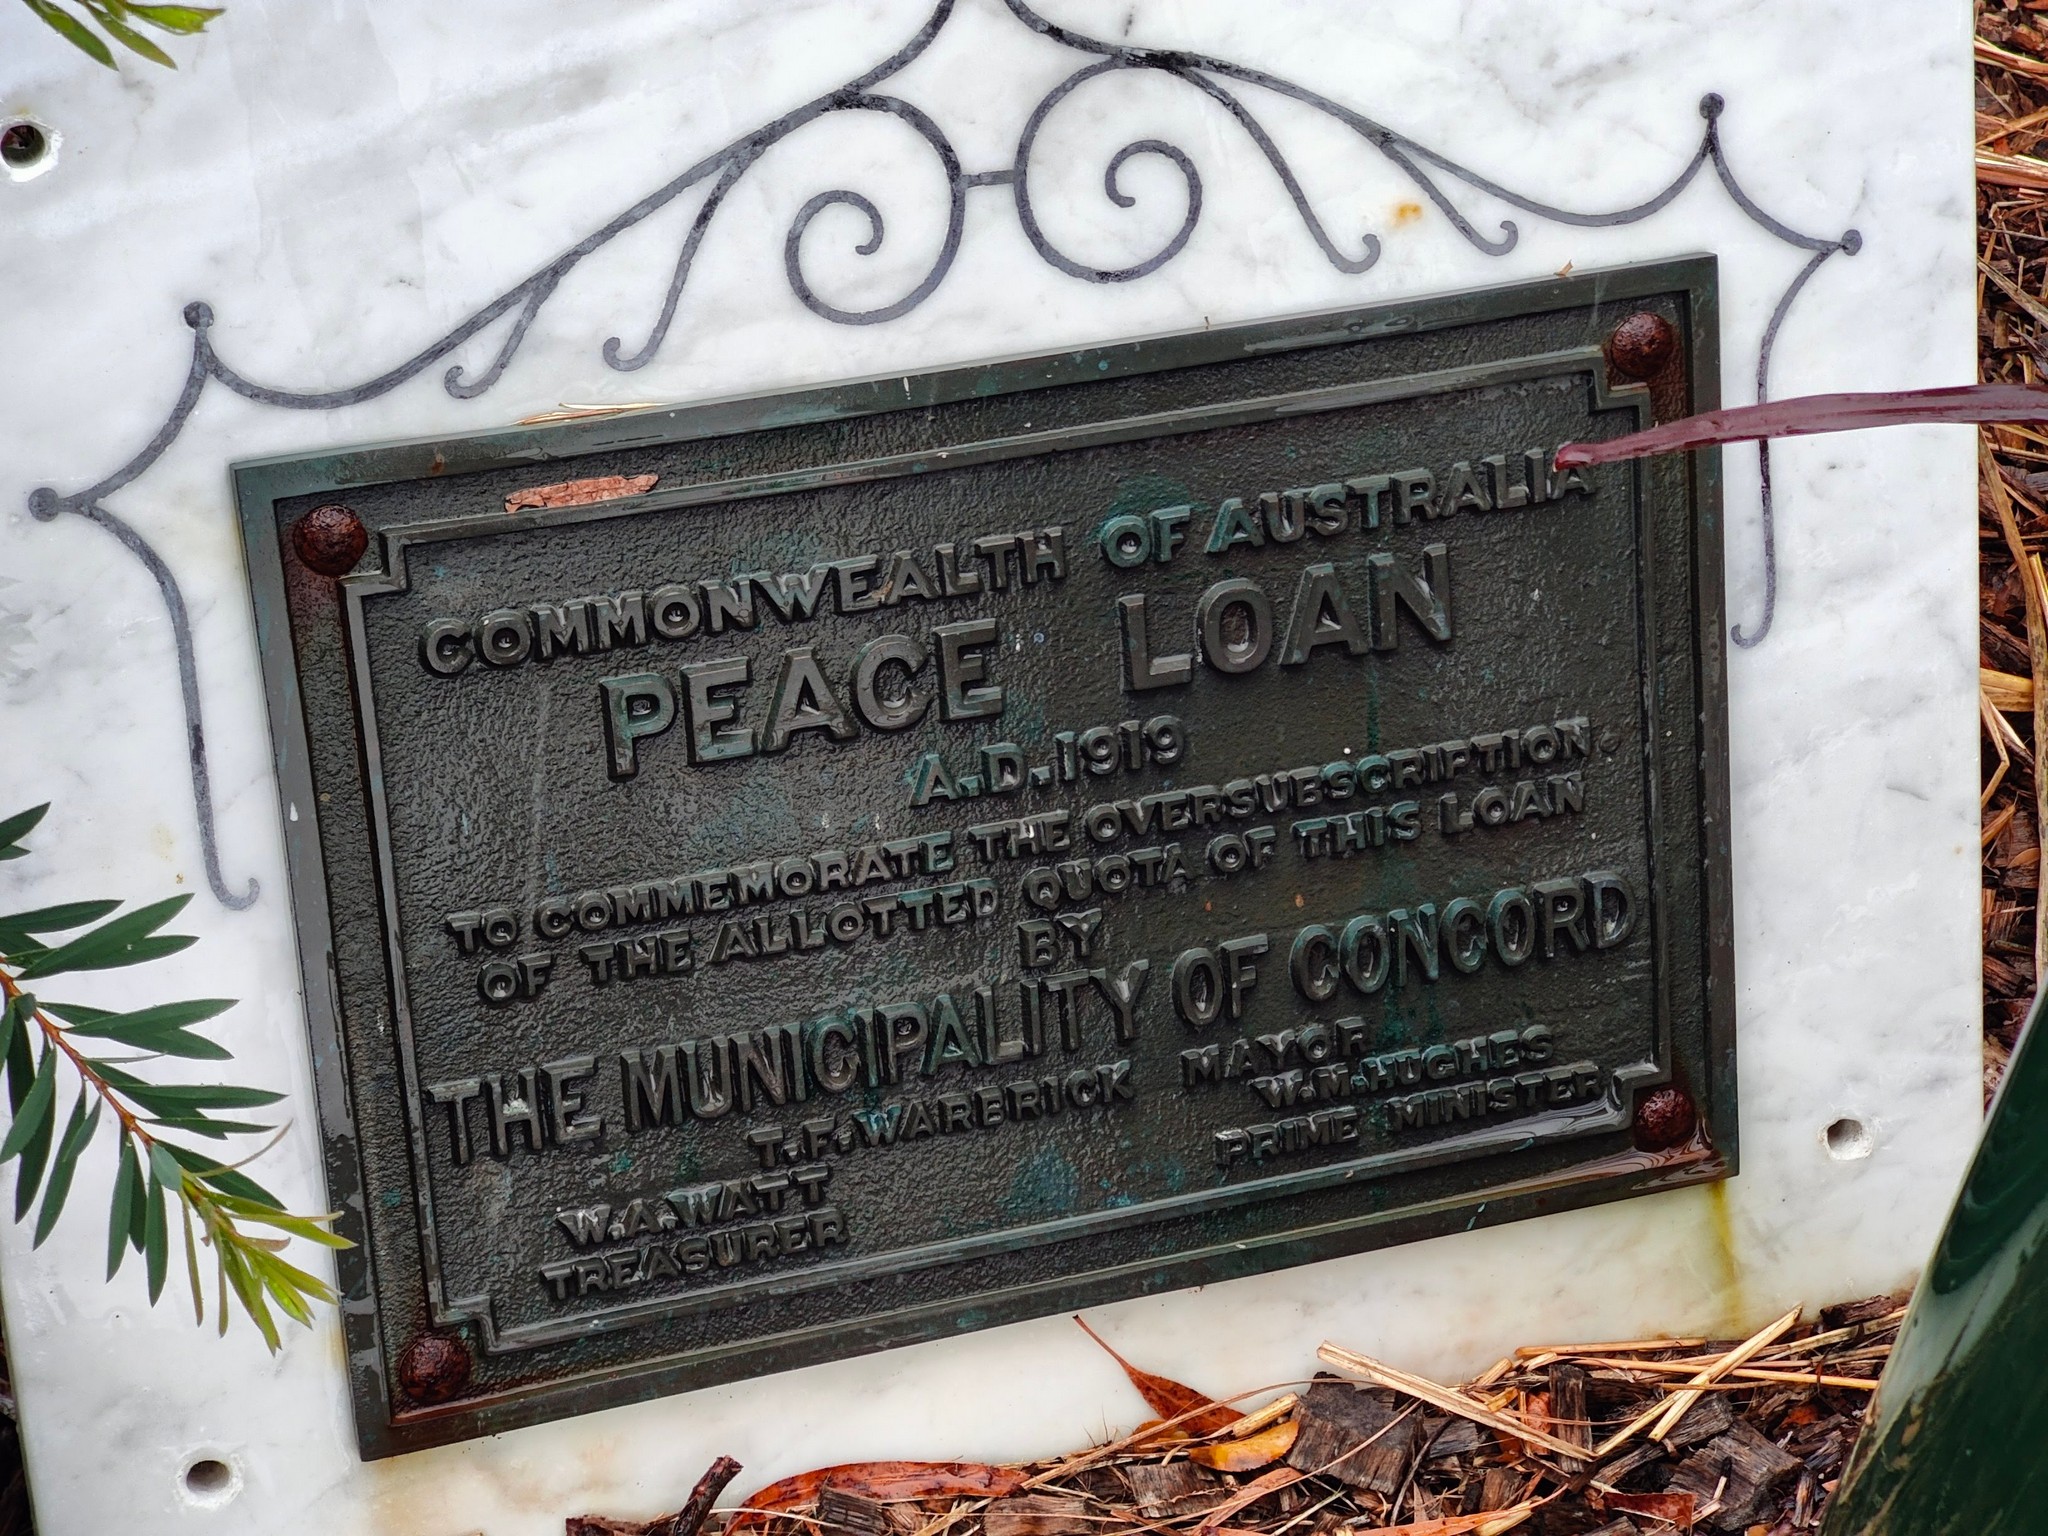 COMMONWEALTH OF AUSTRALIA
PEACE LOAN
A.D.1919
TO COMMEMORATE THE OVERSUBSCRIPTION
OF THE ALLOTTED QUOTA OF THIS LOAN
BY
THE MUNICIPALITY OF CONCORD
T.F.WARBRICK MAYOR
W.A.WATT
TREASURER
W.M.HUGHES
PRIME MINISTER